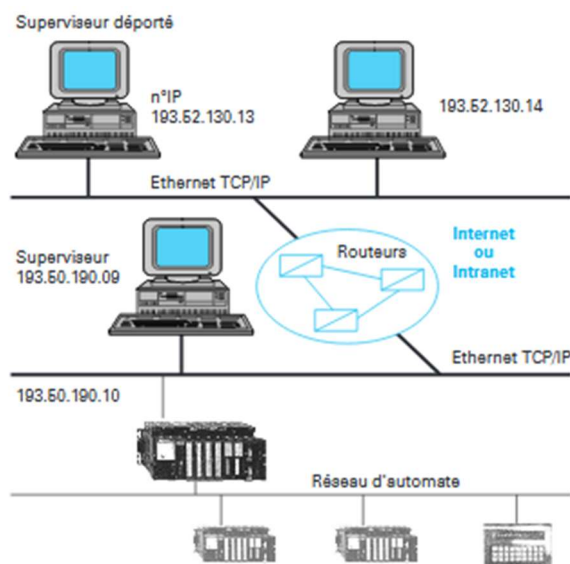 Superviseur déporté
n°IP
193.52.130.13
193.52.130.14
Ethernet TCP/IP
Superviseur
193.50.190.09
Routeurs
Internet
ou
Intranet
Ethernet TCP/IP
193.50.190.10
Réseau d'automate